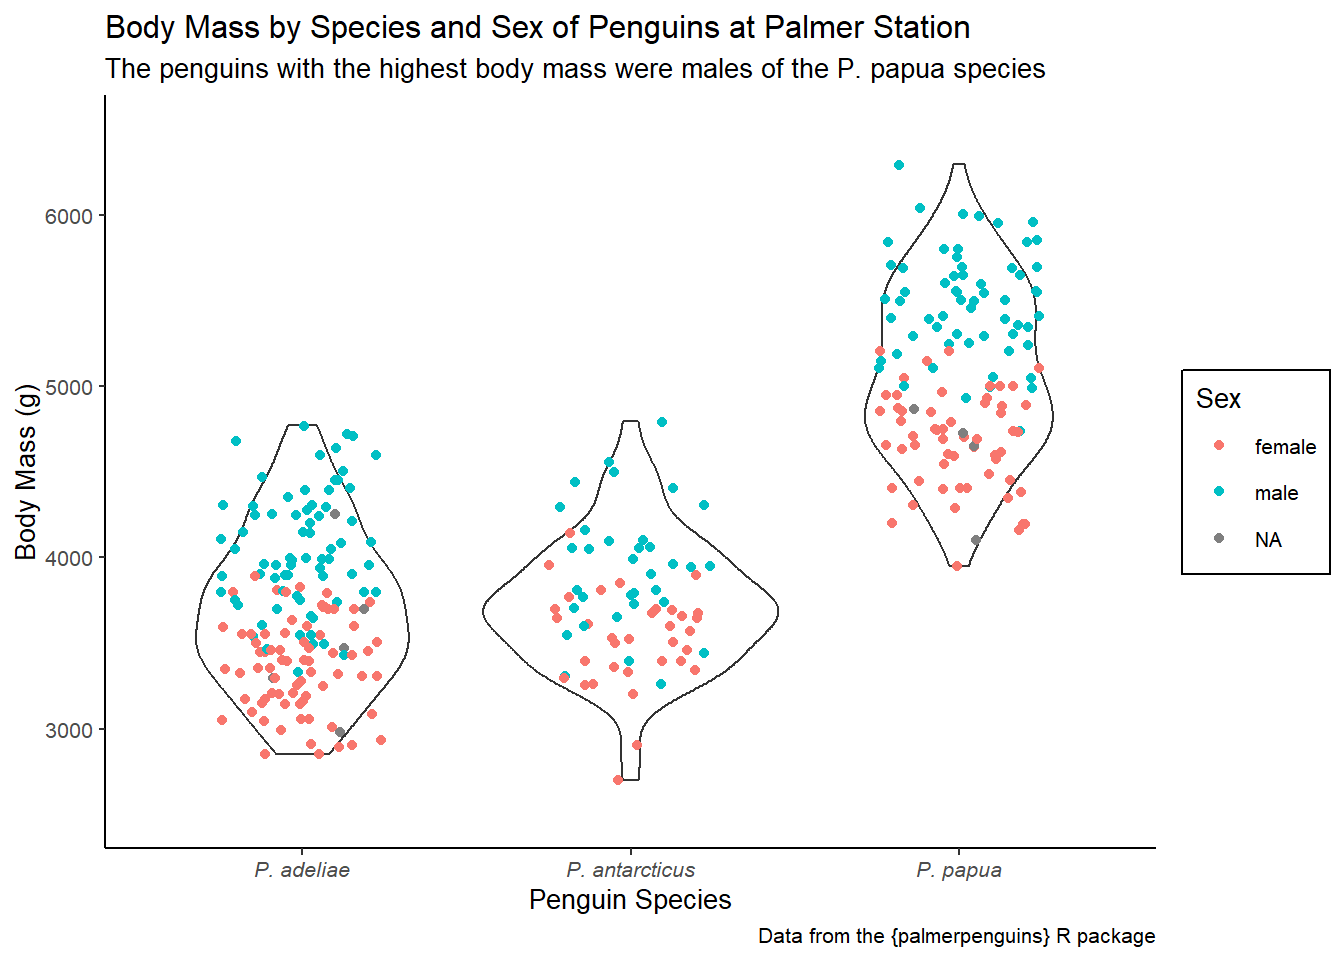 Body Mass by Species and Sex of Penguins at Palmer Station
The penguins with the highest body mass were males of the P. papua species
Body Mass (g)
6000
5000
4000
3000
P. adeliae
P. antarcticus
P. papua
Penguin Species
Sex
female
male
NA
Data from the {palmerpenguins} R package